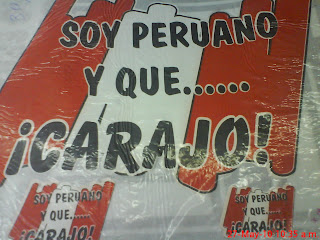 SOY PERUANO
Y QUE......
¡CARAJO!
SOY PERUANO
Y QUE......
¡CARAJO!
SOY PERUANO
Y QUE......
¡CARAJO!